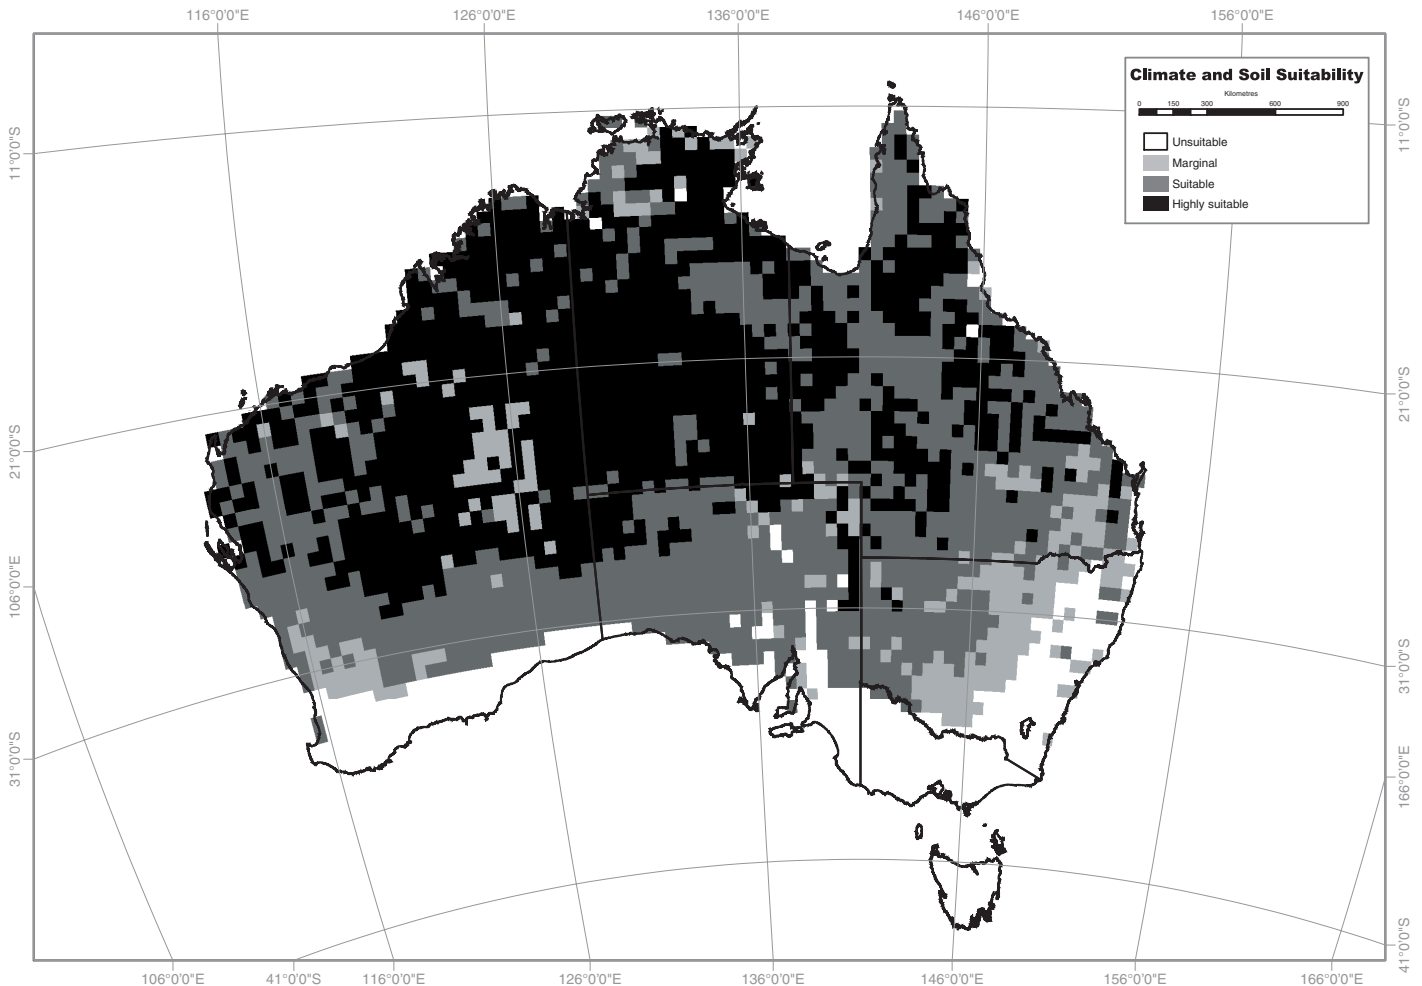 116°0'0"E 126°0'0"E 136°0'0"E 146°0'0"E 156°0'0"E
Climate and Soil Suitability
Kilometres
0 150 300 600 900
Unsuitable
Marginal
Suitable
Highly suitable
11°0'0"S
21°0'0"S
106°0'0"E
31°0'0"S
11°0'0"S
21°0'0"S
31°0'0"S
166°0'0"E
41°0'0"S
106°0'0"E 41°0'0"S 116°0'0"E 126°0'0"E 136°0'0"E 146°0'0"E 156°0'0"E 166°0'0"E